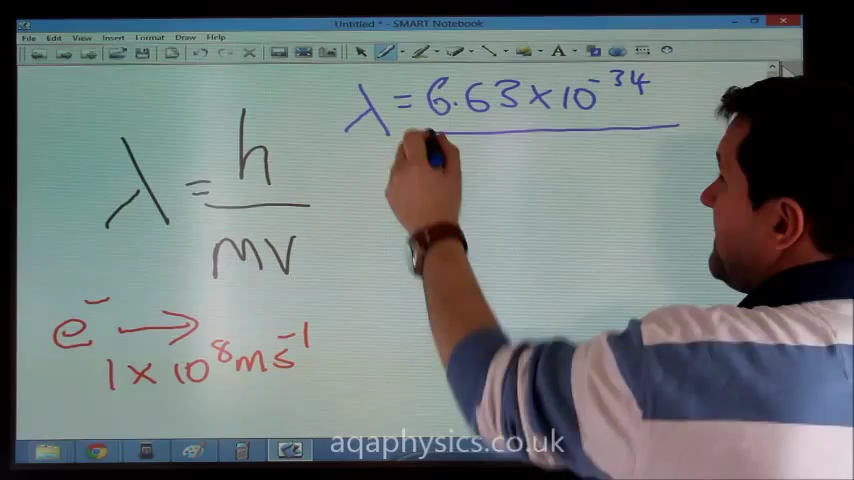 Untitled * - SMART Notebook
File Edit View Insert Format Draw Help
λ = h
mv
λ = 6.63 × 10⁻³⁴
e⁻ →
1 × 10⁸ ms⁻¹
aqaphysics.co.uk